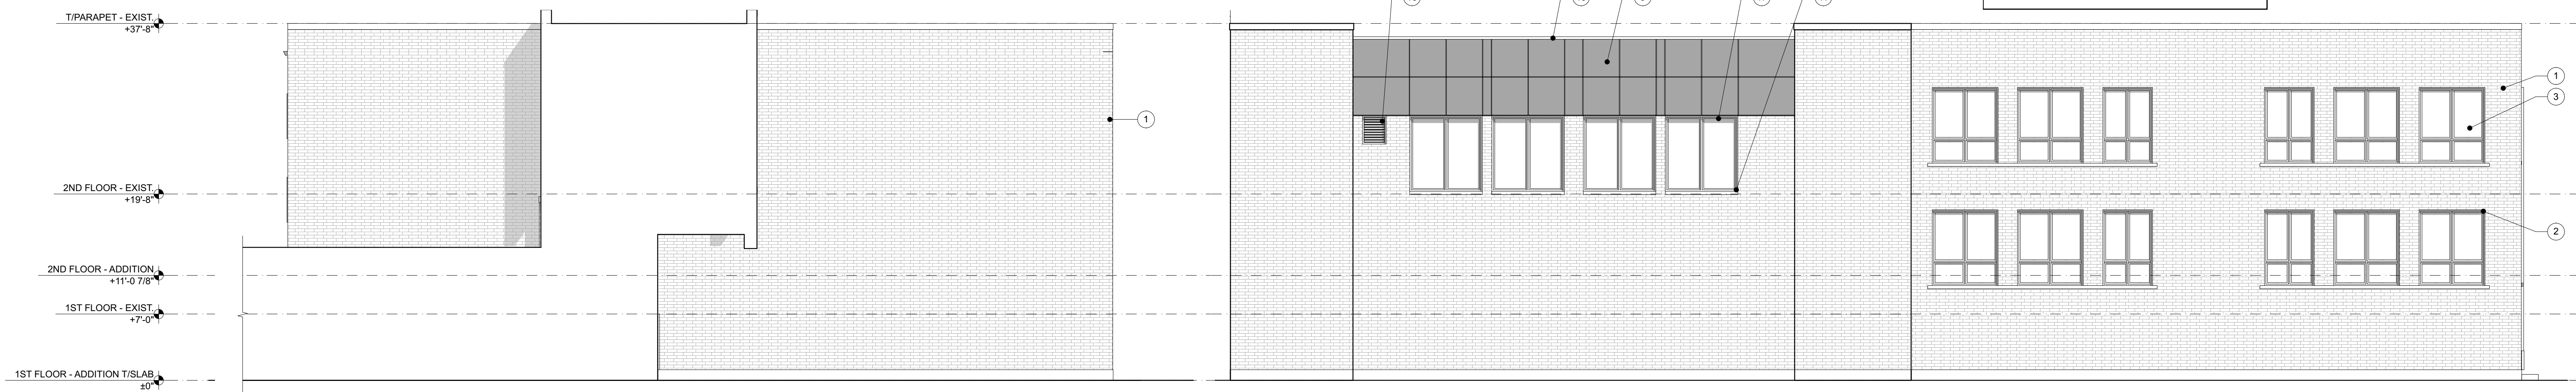 T/PARAPET - EXIST.
+37'-8"
1
3
1
2ND FLOOR - EXIST.
+19'-8"
2
2ND FLOOR - ADDITION
+11'-0 7/8"
1ST FLOOR - EXIST.
+7'-0"
1ST FLOOR - ADDITION T/SLAB
±0"